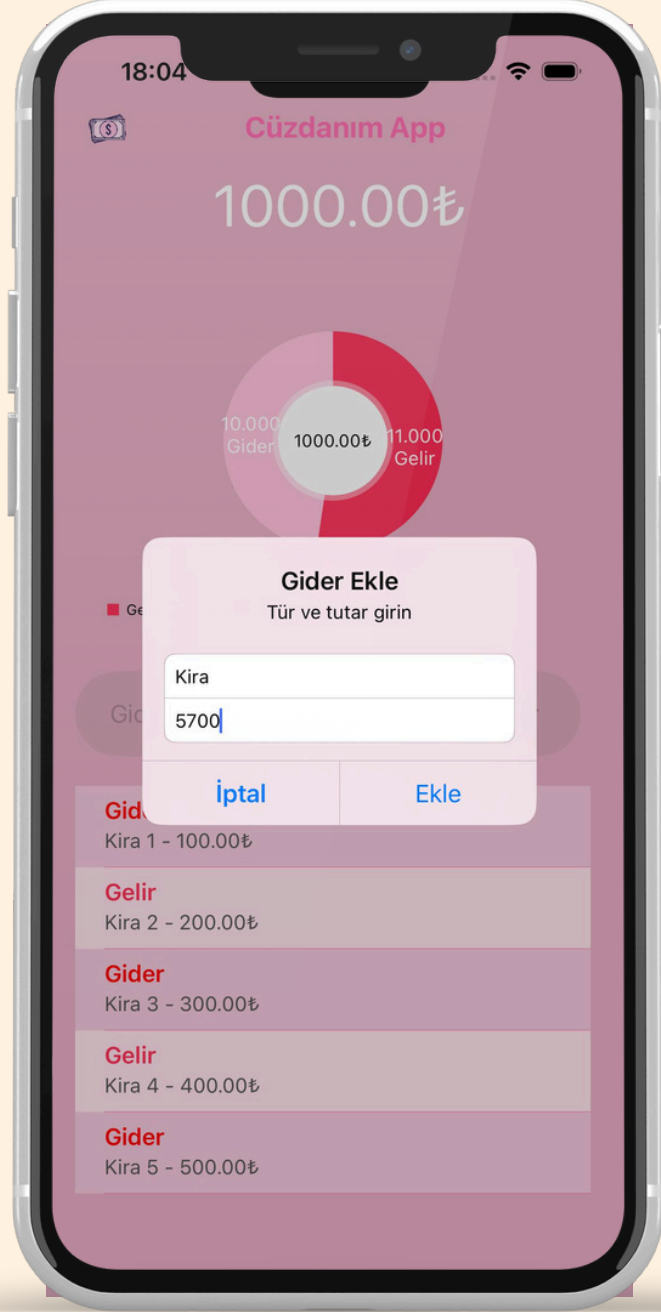 18:04
Cüzdanım App
1000.00₺
10.000
Gider
1000.00₺
11.000
Gelir
Gider Ekle
Tür ve tutar girin
Kira
5700
İptal
Ekle
Kira 1 - 100.00₺
Gelir
Kira 2 - 200.00₺
Gider
Kira 3 - 300.00₺
Gelir
Kira 4 - 400.00₺
Gider
Kira 5 - 500.00₺